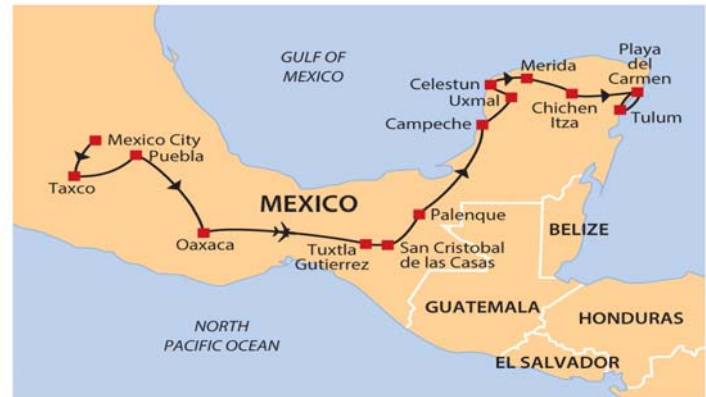 GULF OF
MEXICO
Playa
del
Carmen
Merida
Celestun
Uxmal
Chichen
Itza
Tulum
Campeche
Mexico City
Puebla
Taxco
MEXICO
Palenque
BELIZE
Oaxaca
Tuxtla
Gutierrez
San Cristobal
de las Casas
GUATEMALA
HONDURAS
NORTH
PACIFIC OCEAN
EL SALVADOR